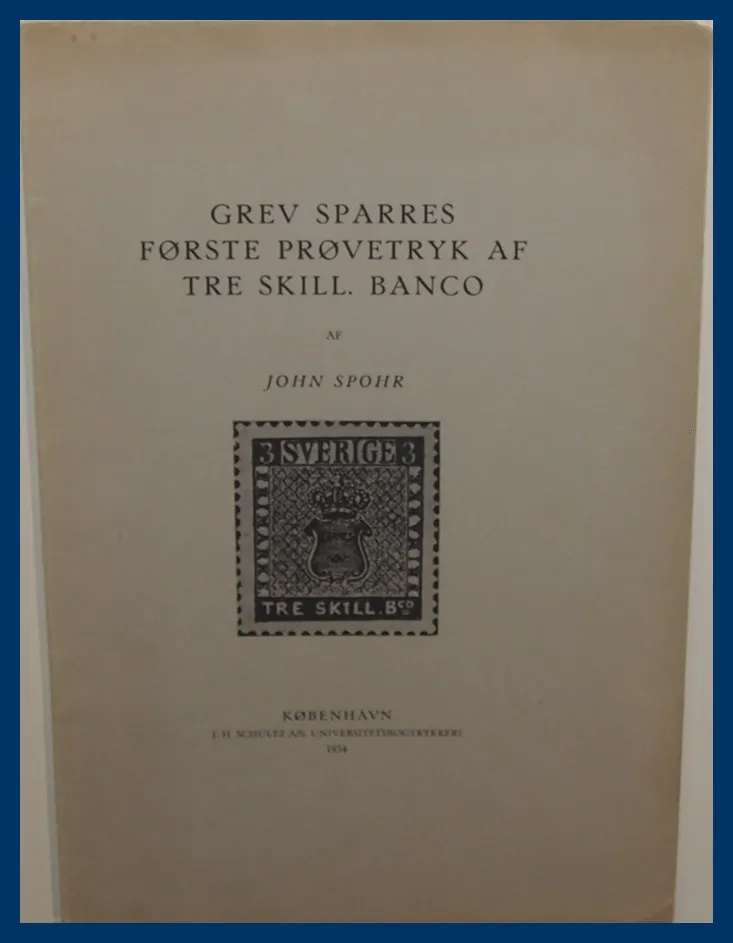 GREV SPARRES
FØRSTE PRØVETRYK AF
TRE SKILL. BANCO
AF
JOHN SPOHR
3 SVERIGE 3
TRE SKILL. Bco
KØBENHAVN
J. H. SCHULTZ A/S. UNIVERSITETSBOGTRYKKERI
1934